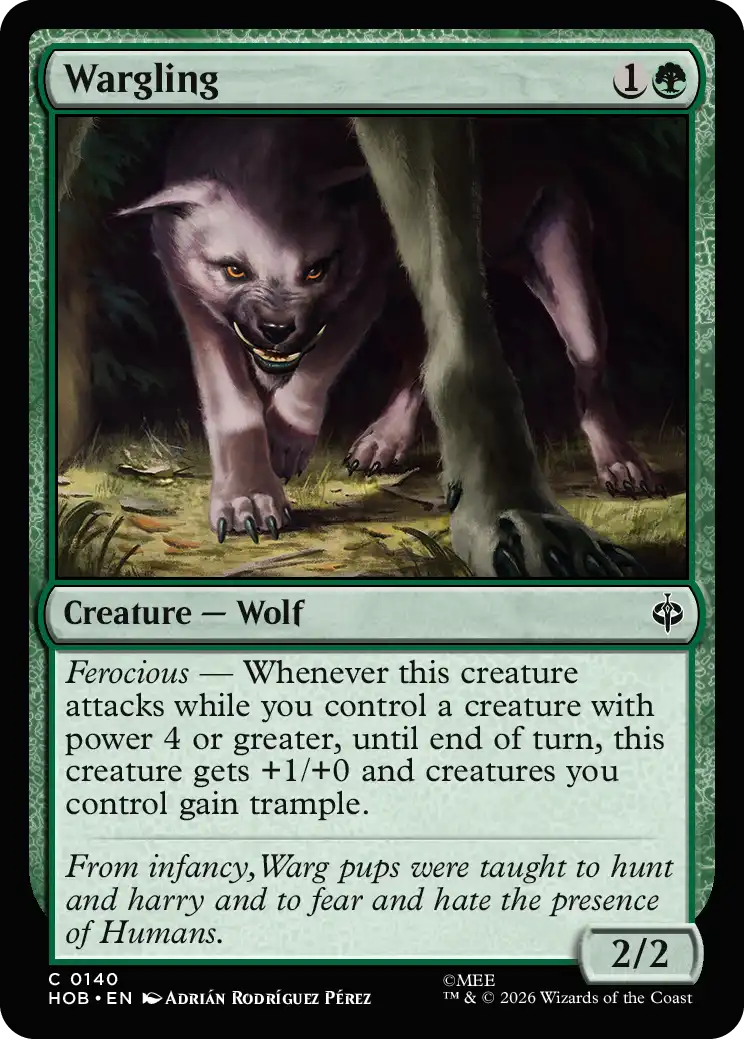 Wargling 1
Creature — Wolf
Ferocious — Whenever this creature
attacks while you control a creature with
power 4 or greater, until end of turn, this
creature gets +1/+0 and creatures you
control gain trample.
From infancy, Warg pups were taught to hunt
and harry and to fear and hate the presence
of Humans.
2/2
C 0140
HOB • EN Adrián Rodríguez Pérez
©MEE
™ & © 2026 Wizards of the Coast